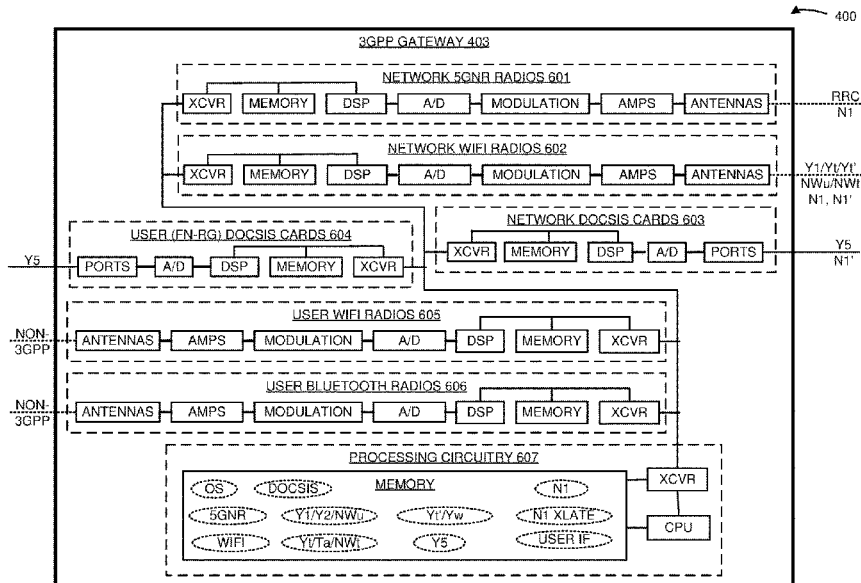 400
3GPP GATEWAY 403
NETWORK 5GNR RADIOS 601
XCVR MEMORY DSP A/D MODULATION AMPS ANTENNAS
RRC
N1
NETWORK WIFI RADIOS 602
XCVR MEMORY DSP A/D MODULATION AMPS ANTENNAS
Y1/Yt/Yt'
NWu/NWt
N1, N1'
NETWORK DOCSIS CARDS 603
XCVR MEMORY DSP A/D PORTS
Y5
N1'
USER (FN-RG) DOCSIS CARDS 604
Y5
PORTS A/D DSP MEMORY XCVR
USER WIFI RADIOS 605
NON-
3GPP
ANTENNAS AMPS MODULATION A/D DSP MEMORY XCVR
USER BLUETOOTH RADIOS 606
NON-
3GPP
ANTENNAS AMPS MODULATION A/D DSP MEMORY XCVR
PROCESSING CIRCUITRY 607
MEMORY
OS DOCSIS N1
5GNR Y1/Y2/NWu Yt'/Yw N1 XLATE
WIFI Yt/Ta/NWt Y5 USER IF
XCVR
CPU